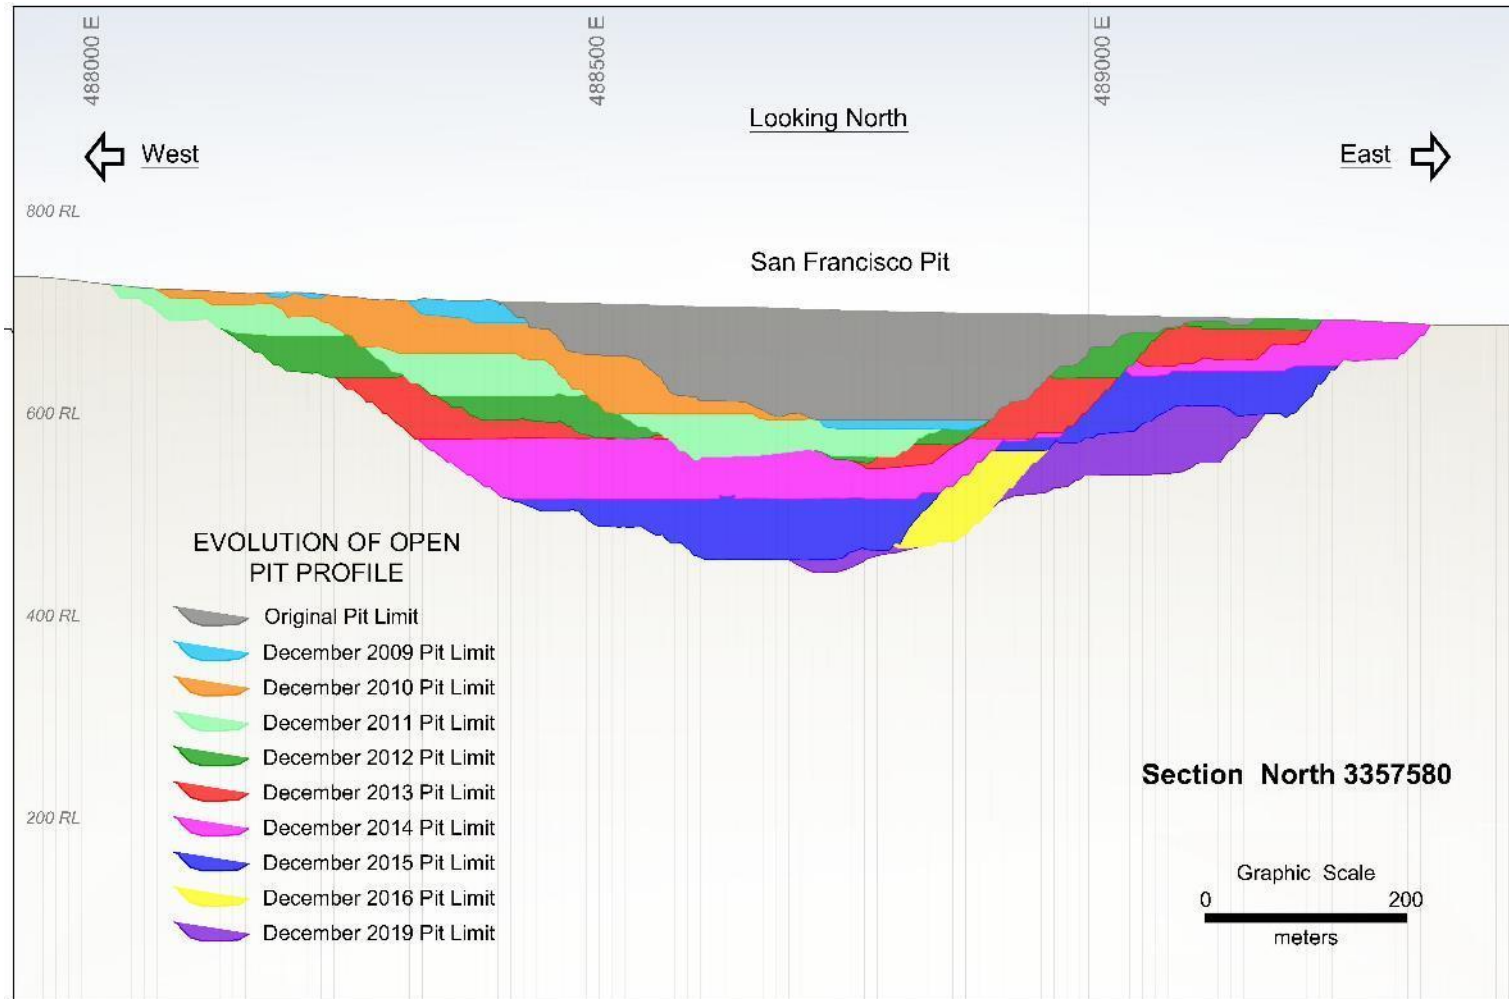 488000 E
488500 E
489000 E
Looking North
West
East
800 RL
San Francisco Pit
600 RL
EVOLUTION OF OPEN
PIT PROFILE
400 RL
Original Pit Limit
December 2009 Pit Limit
December 2010 Pit Limit
December 2011 Pit Limit
December 2012 Pit Limit
Section North 3357580
December 2013 Pit Limit
200 RL
December 2014 Pit Limit
December 2015 Pit Limit
Graphic Scale
0 200
December 2016 Pit Limit
meters
December 2019 Pit Limit